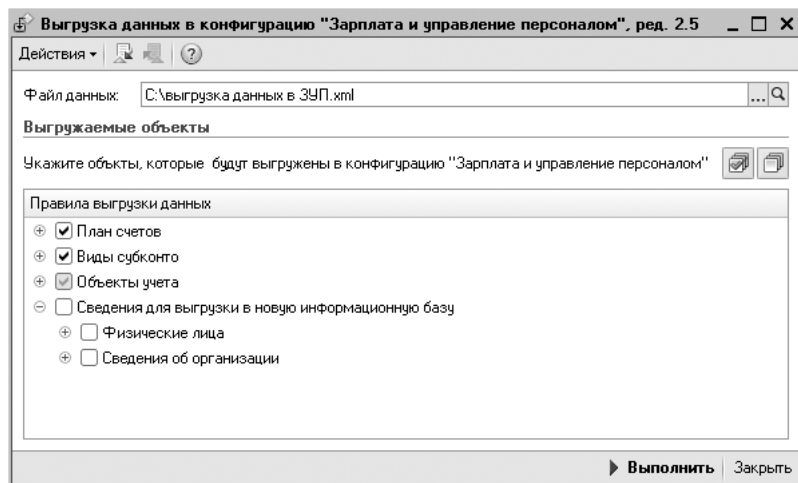 Выгрузка данных в конфигурацию "Зарплата и управление персоналом", ред. 2.5
Действия
Файл данных: C:\выгрузка данных в ЗУП.xml ...
Выгружаемые объекты
Укажите объкты, которые будут выгружены в конфигурацию "Зарплата и управление персоналом"
Правила выгрузки данных
План счетов
Виды субконто
Объекты учета
Сведения для выгрузки в новую информационную базу
Физические лица
Сведения об организации
Выполнить Закрыть